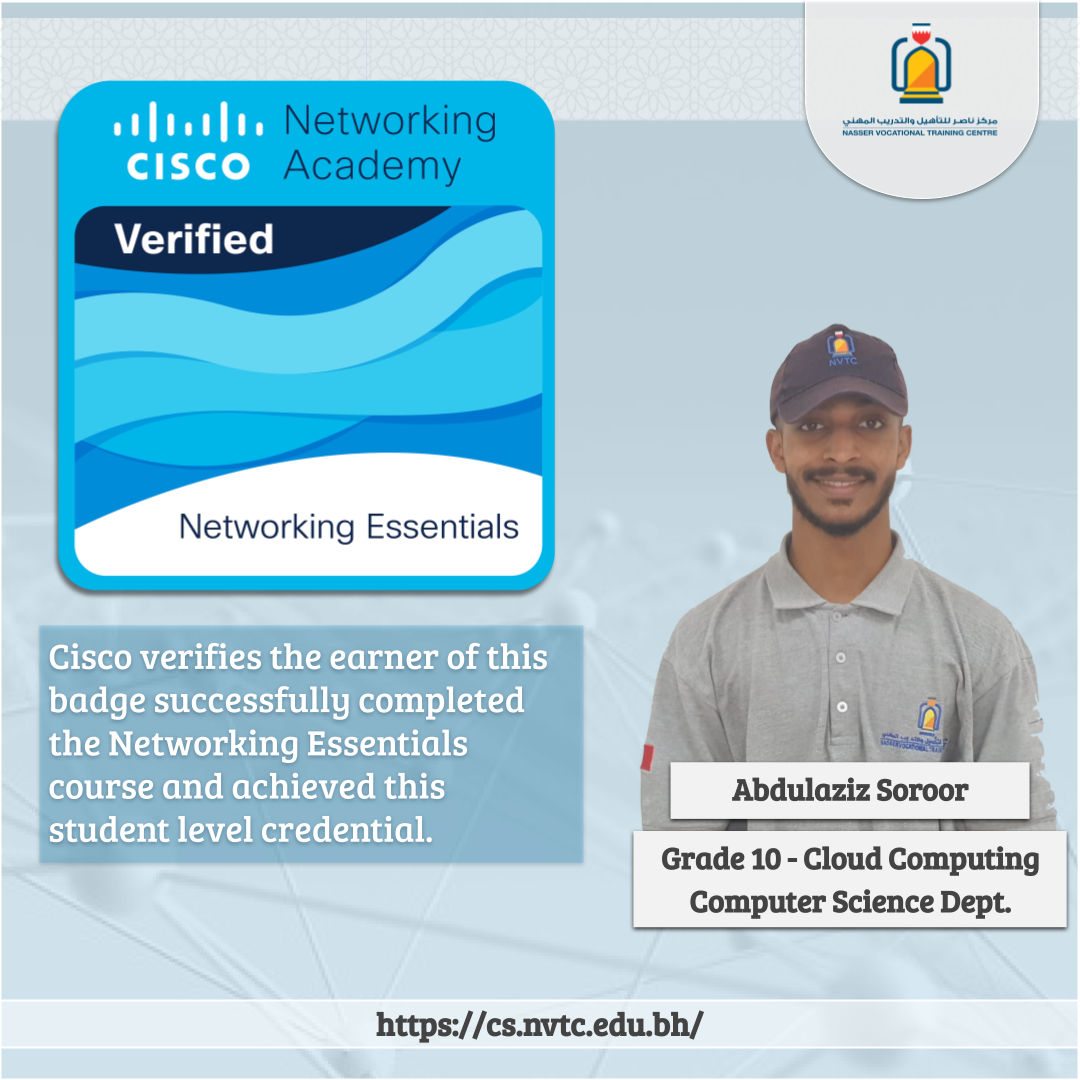 CISCO
Networking
Academy
Verified
Networking Essentials
مركز ناصر للتأهيل والتدريب المهني
NASSER VOCATIONAL TRAINING CENTRE
Cisco verifies the earner of this
badge successfully completed
the Networking Essentials
course and achieved this
student level credential.
NVTC
Abdulaziz Soroor
Grade 10 - Cloud Computing
Computer Science Dept.
https://cs.nvtc.edu.bh/